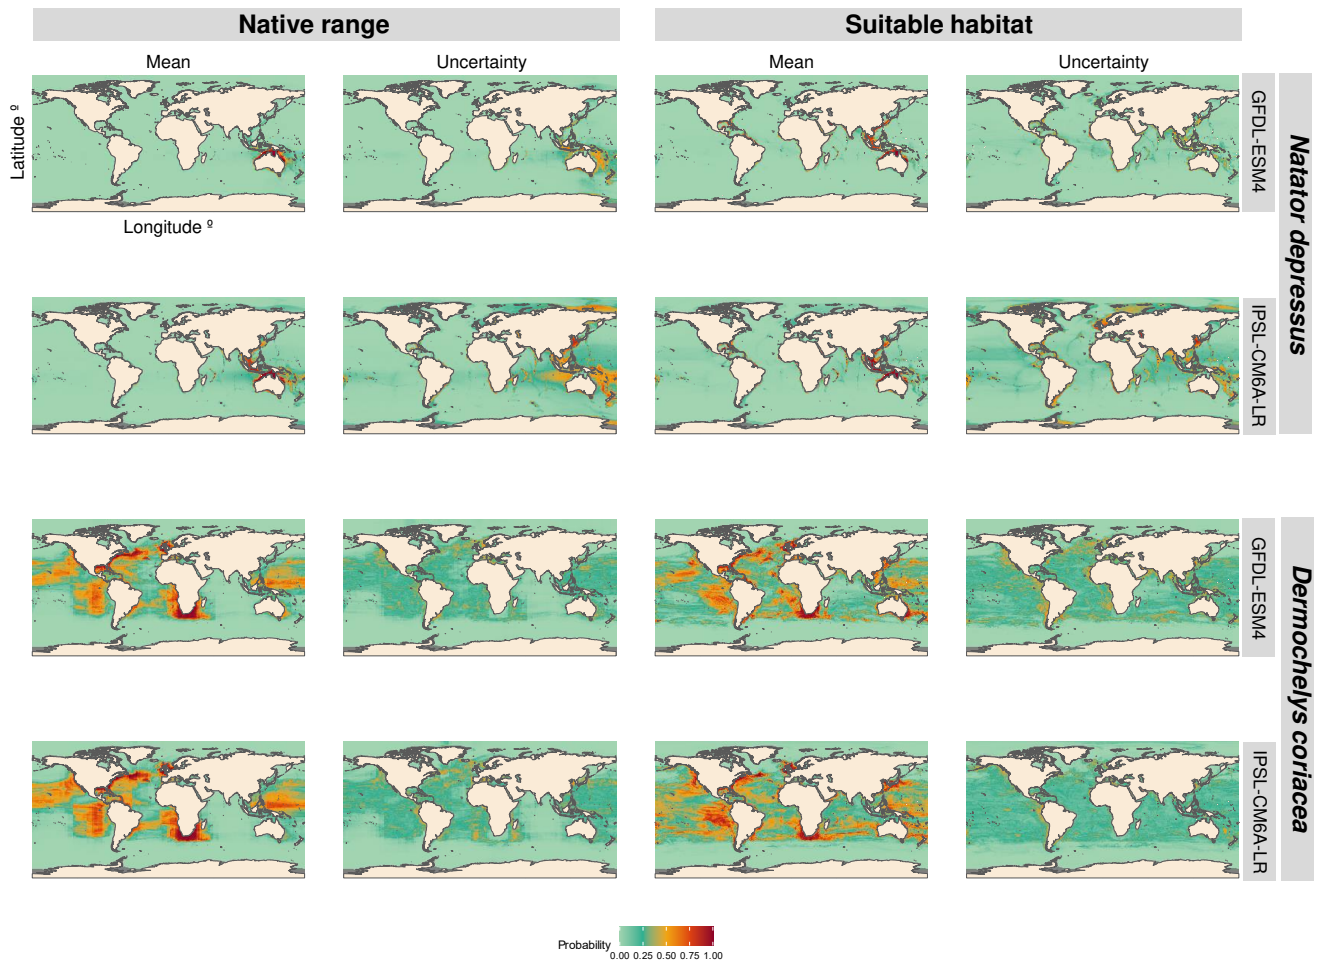 Native range
Suitable habitat
Mean
Uncertainty
Mean
Uncertainty
Latitude º
Longitude º
GFDL-ESM4
IPSL-CM6A-LR
Natator depressus
GFDL-ESM4
IPSL-CM6A-LR
Dermochelys coriacea
Probability
0.00 0.25 0.50 0.75 1.00